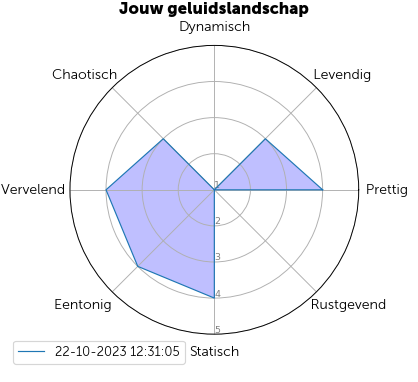 Jouw geluidslandschap
Dynamisch
Chaotisch
Levendig
Vervelend
1
Prettig
2
3
4
Eentonig
Rustgevend
5
22-10-2023 12:31:05
Statisch